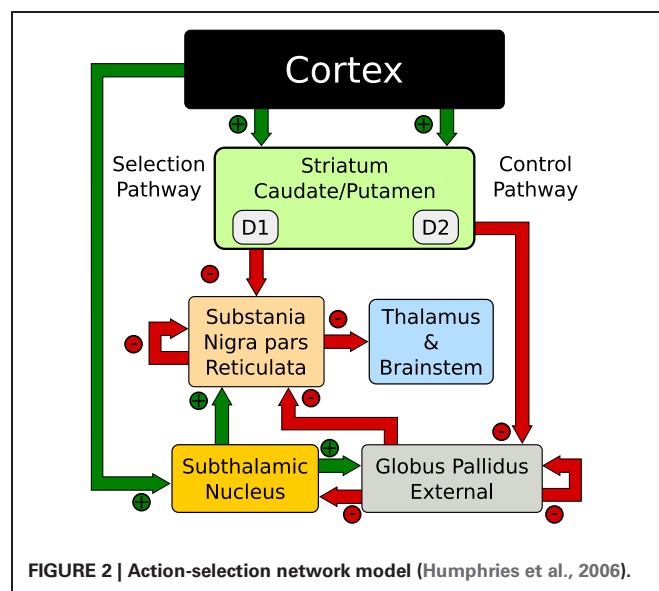 Cortex
+
+
Selection
Pathway
Striatum
Caudate/Putamen
Control
Pathway
D1
D2
-
Substania
Nigra pars
Reticulata
-
-
Thalamus
&
Brainstem
+
-
-
Subthalamic
Nucleus
+
Globus Pallidus
External
+
-
-
FIGURE 2 | Action-selection network model (Humphries et al., 2006).